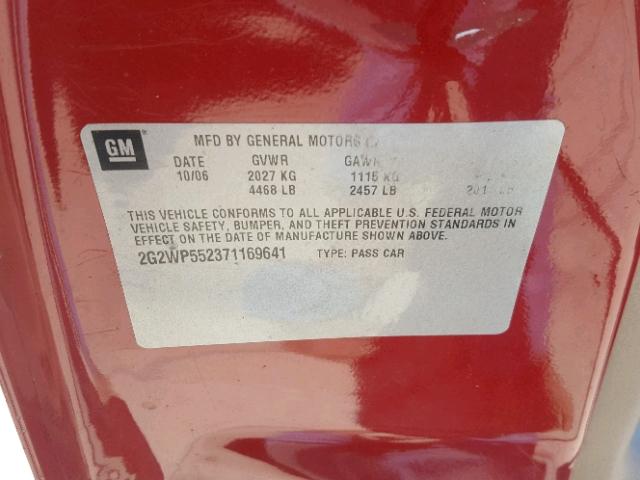 GM
MFD BY GENERAL MOTORS
DATE GVWR
10/06 2027 KG 1115 KG
4468 LB 2457 LB
THIS VEHICLE CONFORMS TO ALL APPLICABLE U.S. FEDERAL MOTOR
VEHICLE SAFETY, BUMPER, AND THEFT PREVENTION STANDARDS IN
EFFECT ON THE DATE OF MANUFACTURE SHOWN ABOVE.
2G2WP552371169641 TYPE: PASS CAR